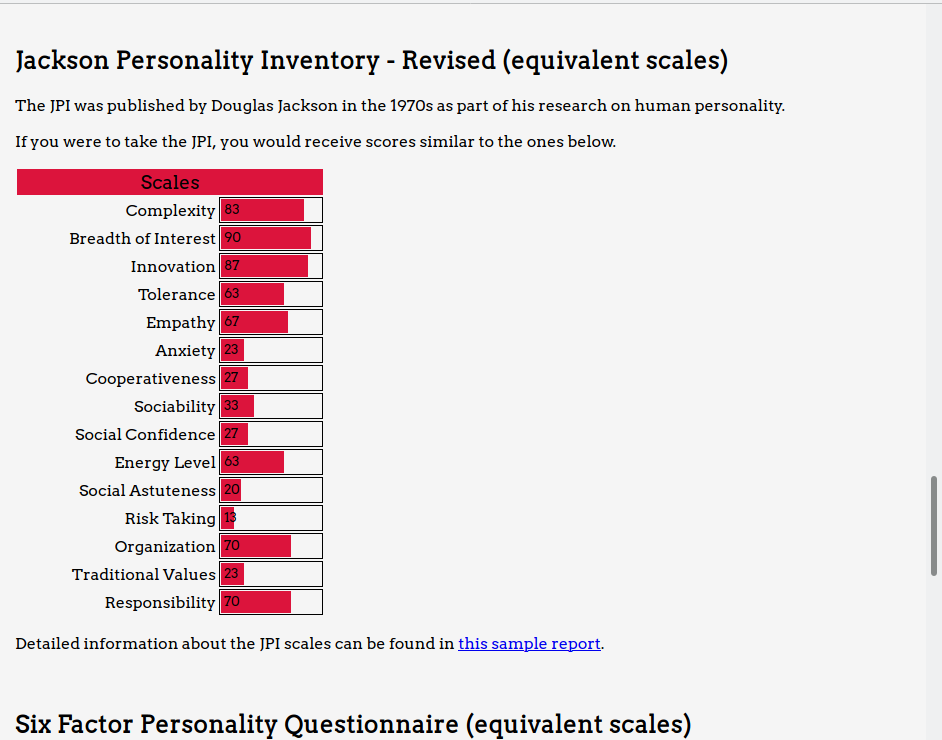 Jackson Personality Inventory - Revised (equivalent scales)
The JPI was published by Douglas Jackson in the 1970s as part of his research on human personality.
If you were to take the JPI, you would receive scores similar to the ones below.
Scales
Complexity 83
Breadth of Interest 90
Innovation 87
Tolerance 63
Empathy 67
Anxiety 23
Cooperativeness 27
Sociability 33
Social Confidence 27
Energy Level 63
Social Astuteness 20
Risk Taking 13
Organization 70
Traditional Values 23
Responsibility 70
Detailed information about the JPI scales can be found in this sample report.
Six Factor Personality Questionnaire (equivalent scales)